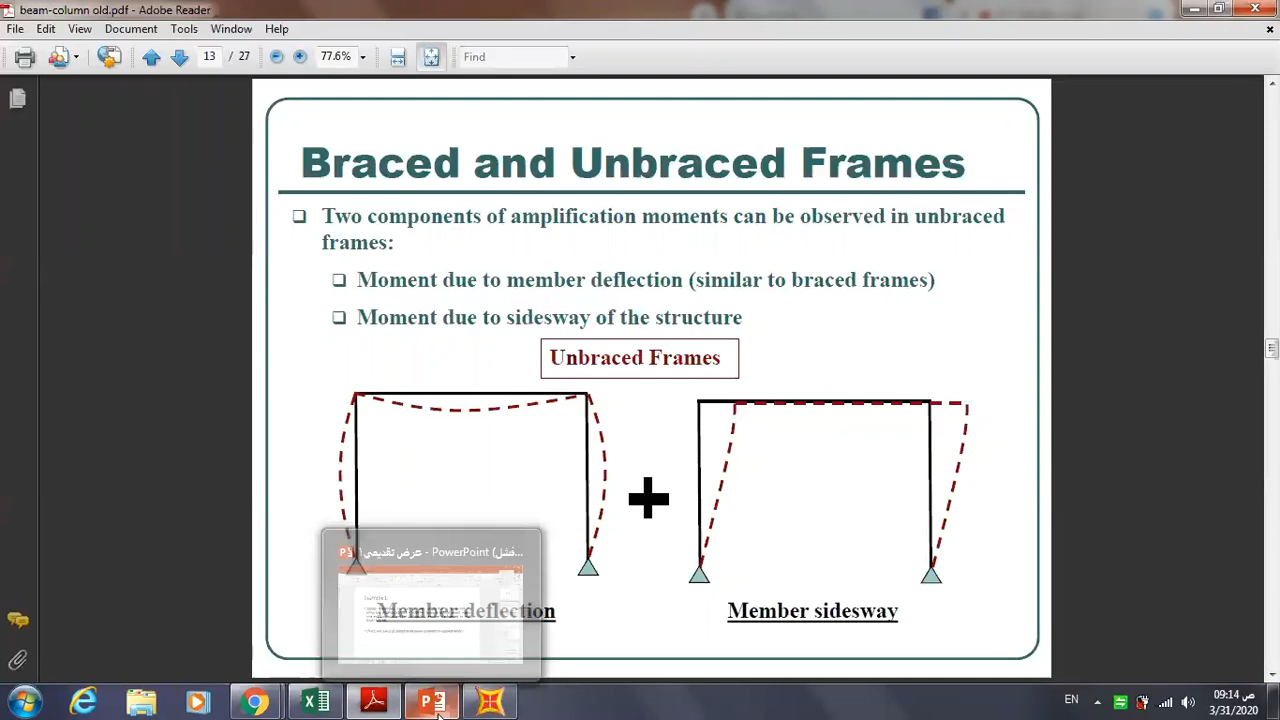 beam-column old.pdf - Adobe Reader
File Edit View Document Tools Window Help
13 / 27 77.6% Find
Braced and Unbraced Frames
❑ Two components of amplification moments can be observed in unbraced
frames:
❑ Moment due to member deflection (similar to braced frames)
❑ Moment due to sidesway of the structure
Unbraced Frames
عرض تقديمي - PowerPoint
Member deflection
Member sidesway
EN
09:14 ص
3/31/2020